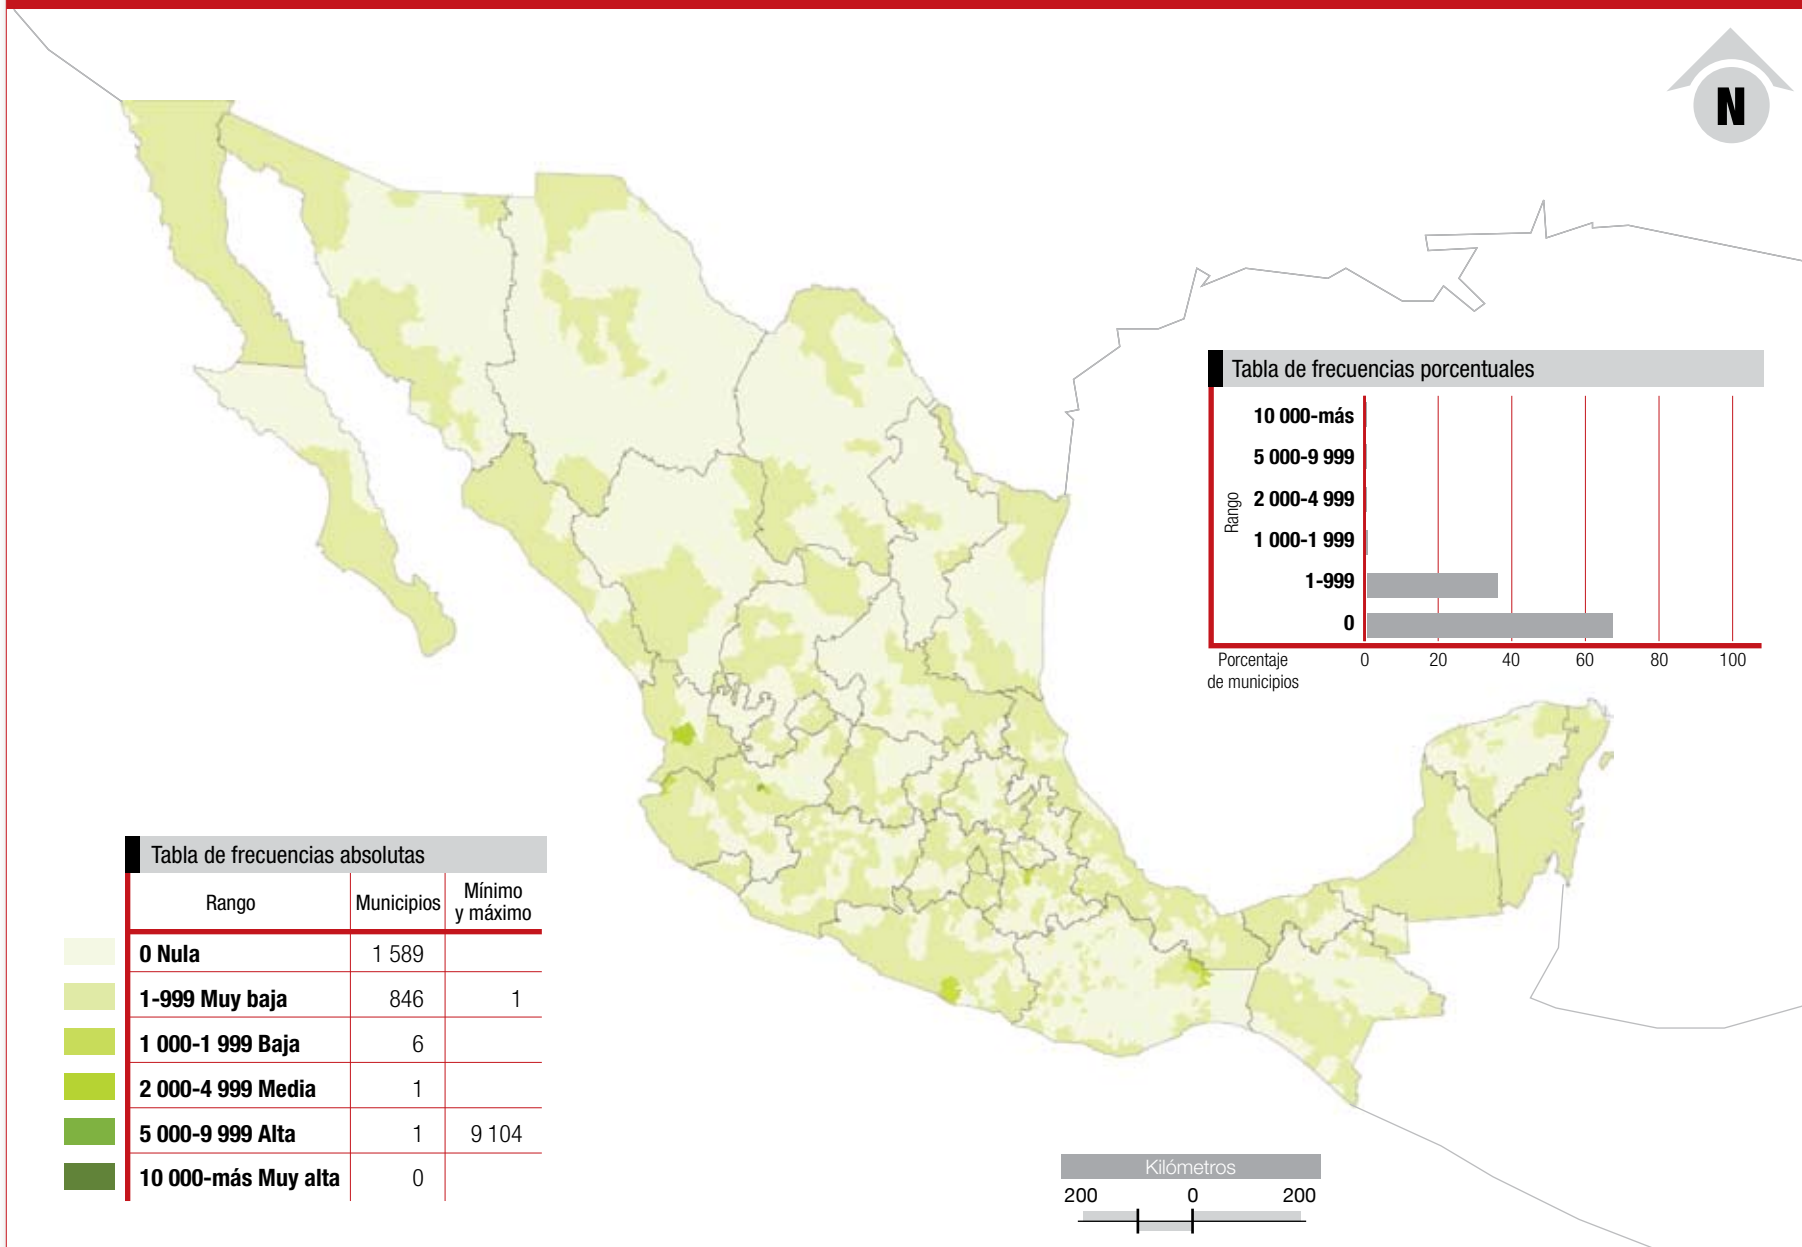 N
Tabla de frecuencias porcentuales
Rango
10 000-más
5 000-9 999
2 000-4 999
1 000-1 999
1-999
0
Porcentaje
de municipios
0 20 40 60 80 100
Tabla de frecuencias absolutas
Rango Municipios Mínimo
y máximo
0 Nula 1 589
1-999 Muy baja 846 1
1 000-1 999 Baja 6
2 000-4 999 Media 1
5 000-9 999 Alta 1 9 104
10 000-más Muy alta 0
Kilómetros
200 0 200